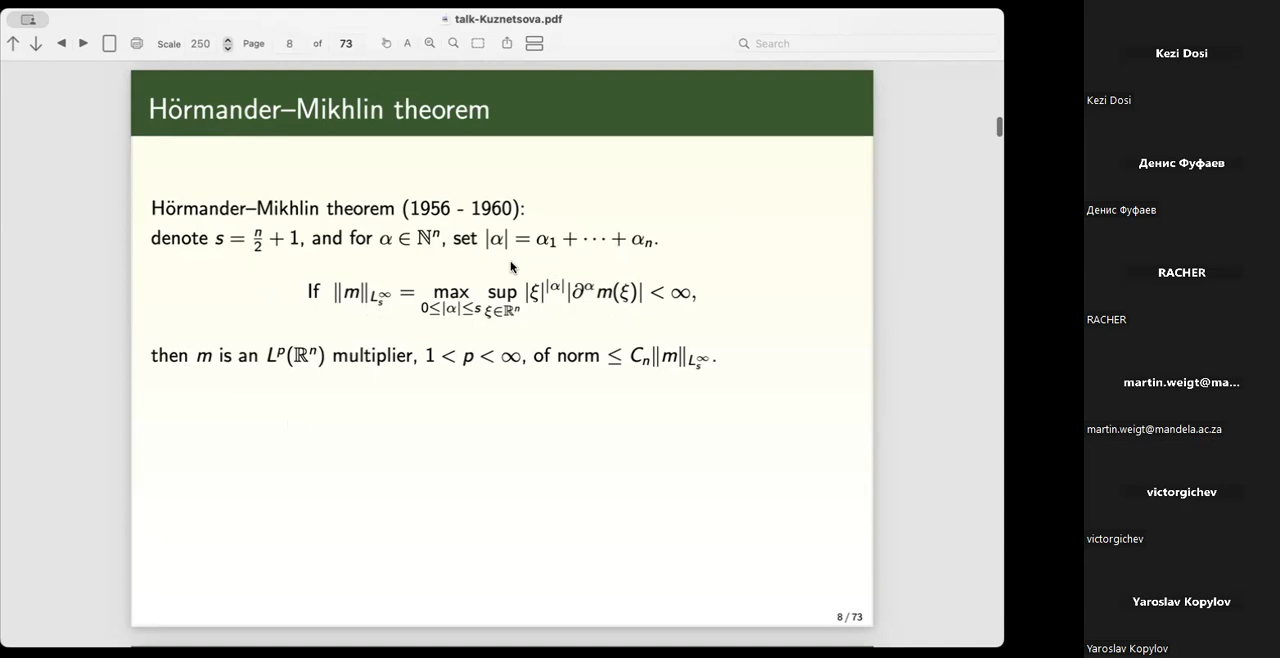 talk-Kuznetsova.pdf
Scale 250 Page 8 of 73 A Search
Hörmander–Mikhlin theorem
Hörmander–Mikhlin theorem (1956 - 1960):
denote s = n/2 + 1, and for α ∈ ℕⁿ, set |α| = α₁ + ⋯ + αₙ.
If ‖m‖_{L^∞_s} = max_{0≤|α|≤s} sup_{ξ∈ℝⁿ} |ξ|^{|α|}|∂^α m(ξ)| < ∞,
then m is an L^p(ℝⁿ) multiplier, 1 < p < ∞, of norm ≤ Cₙ‖m‖_{L^∞_s}.
8 / 73
Kezi Dosi
Kezi Dosi
Денис Фуфаев
Денис Фуфаев
RACHER
RACHER
martin.weigt@ma...
martin.weigt@mandela.ac.za
victorgichev
victorgichev
Yaroslav Kopylov
Yaroslav Kopylov